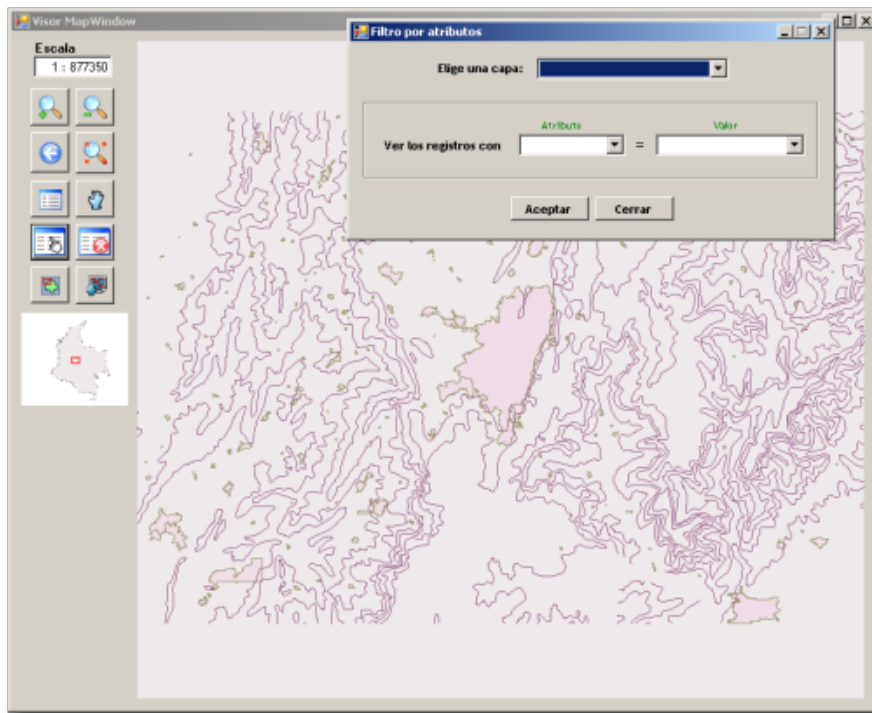 Visor MapWindow
Filtro por atributos
Escala
1 : 877350
Elige una capa:
Atributo
Valor
Ver los registros con
=
Aceptar
Cerrar